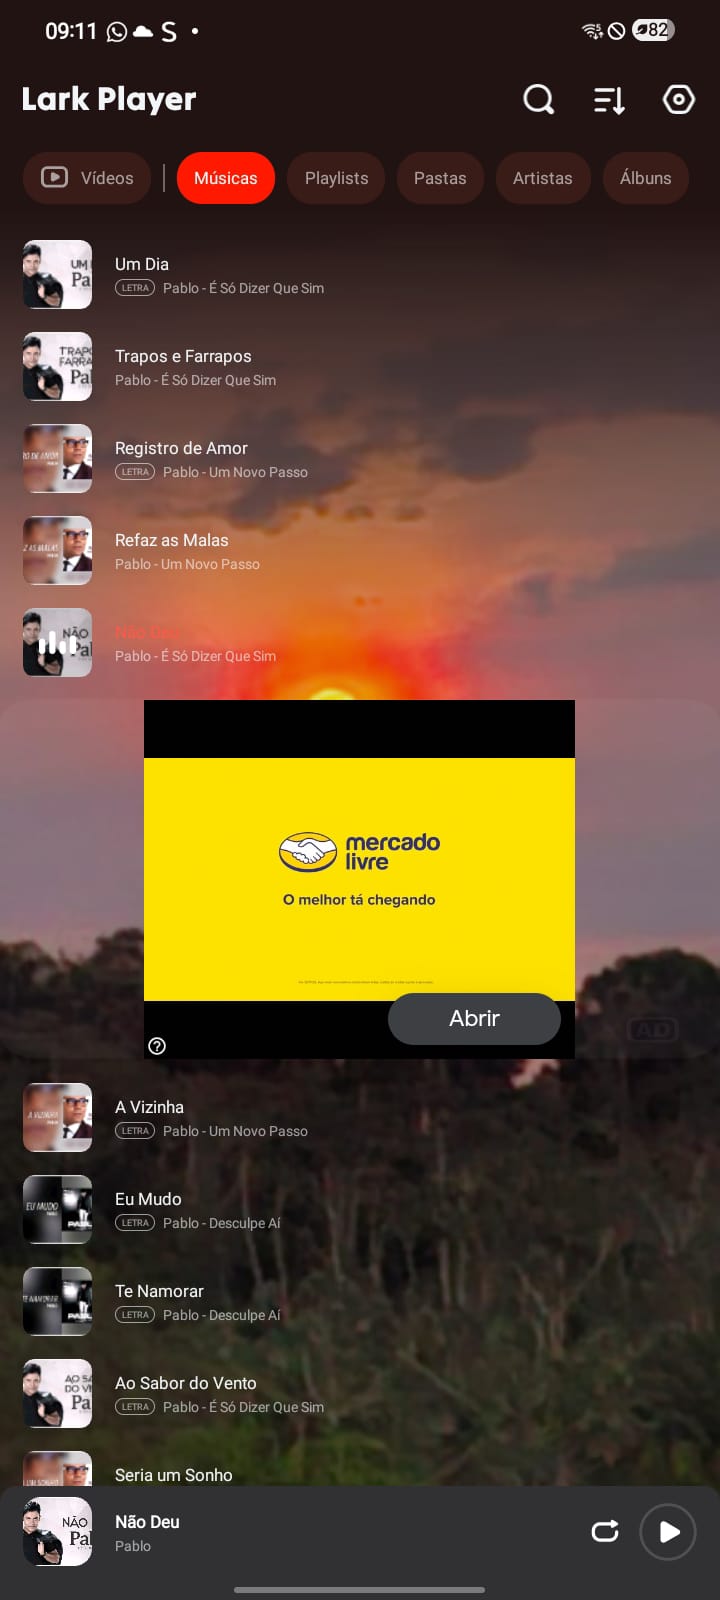 09:11
82
Lark Player
Vídeos
Músicas
Playlists
Pastas
Artistas
Álbuns
Um Dia
LETRA Pablo - É Só Dizer Que Sim
Trapos e Farrapos
Pablo - É Só Dizer Que Sim
Registro de Amor
LETRA Pablo - Um Novo Passo
Refaz as Malas
Pablo - Um Novo Passo
Não Deu
Pablo - É Só Dizer Que Sim
mercado
livre
O melhor tá chegando
Abrir
AD
A Vizinha
LETRA Pablo - Um Novo Passo
Eu Mudo
LETRA Pablo - Desculpe Aí
Te Namorar
LETRA Pablo - Desculpe Aí
Ao Sabor do Vento
LETRA Pablo - É Só Dizer Que Sim
Seria um Sonho
Não Deu
Pablo